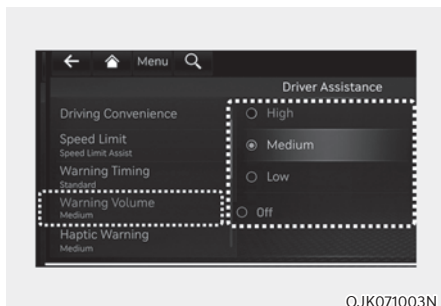 Menu
Driver Assistance
Driving Convenience
Speed Limit
Speed Limit Assist
Warning Timing
Standard
Warning Volume
Medium
Haptic Warning
Medium
High
Medium
Low
Off
OJK071003N